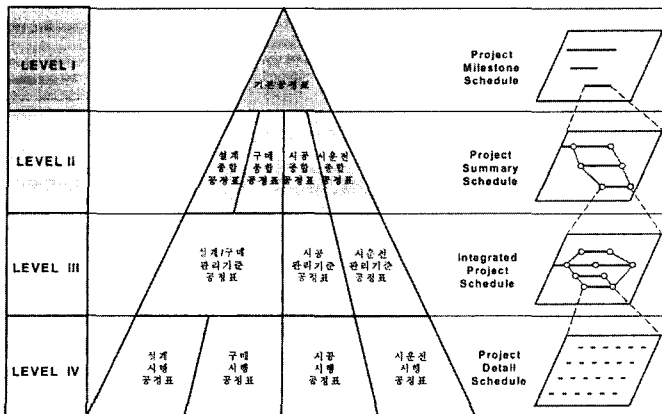 LEVEL I
기본공정표
Project
Milestone
Schedule
LEVEL II
설계
종합
공정표
구매
종합
공정표
시공
종합
공정표
시운전
종합
공정표
Project
Summary
Schedule
LEVEL III
설계/구매
관리기준
공정표
시공
관리기준
공정표
시운전
관리기준
공정표
Integrated
Project
Schedule
LEVEL IV
설계
시행
공정표
구매
시행
공정표
시공
시행
공정표
시운전
시행
공정표
Project
Detail
Schedule